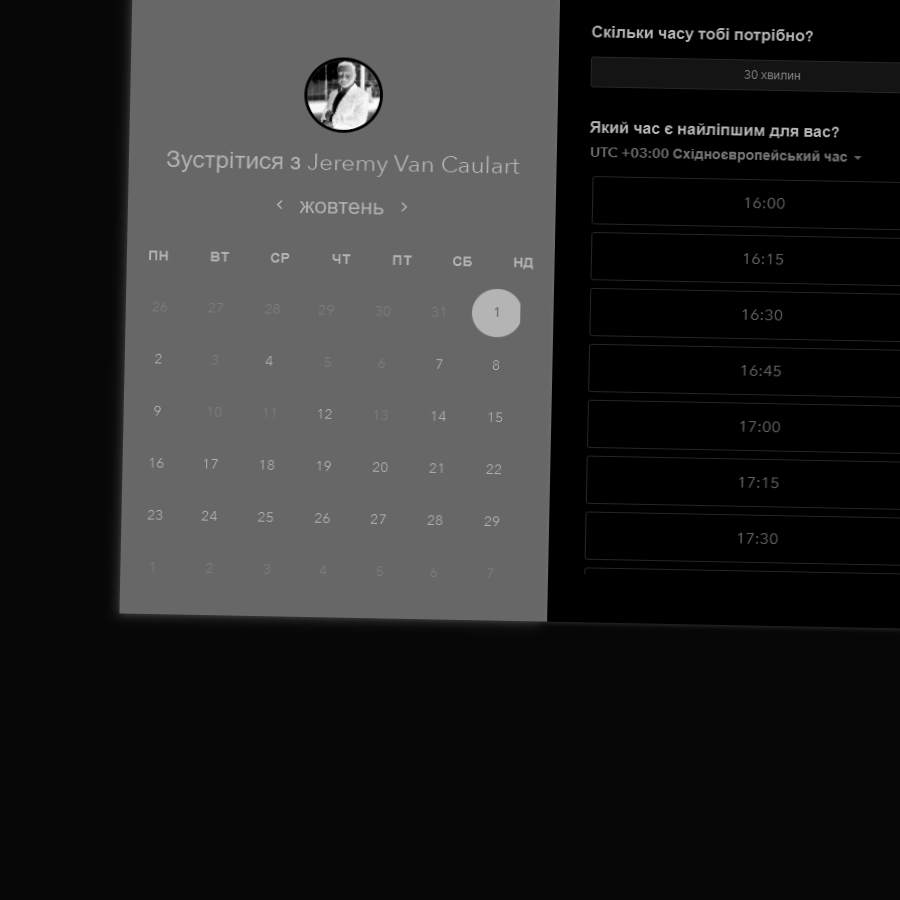 Зустрітися з Jeremy Van Caulart
жовтень
ПН ВТ СР ЧТ ПТ СБ НД
26 27 28 29 30 31 1
2 3 4 5 6 7 8
9 10 11 12 13 14 15
16 17 18 19 20 21 22
23 24 25 26 27 28 29
1 2 3 4 5 6 7
Скільки часу тобі потрібно?
30 хвилин
Який час є найліпшим для вас?
UTC +03:00 Східноєвропейський час
16:00
16:15
16:30
16:45
17:00
17:15
17:30